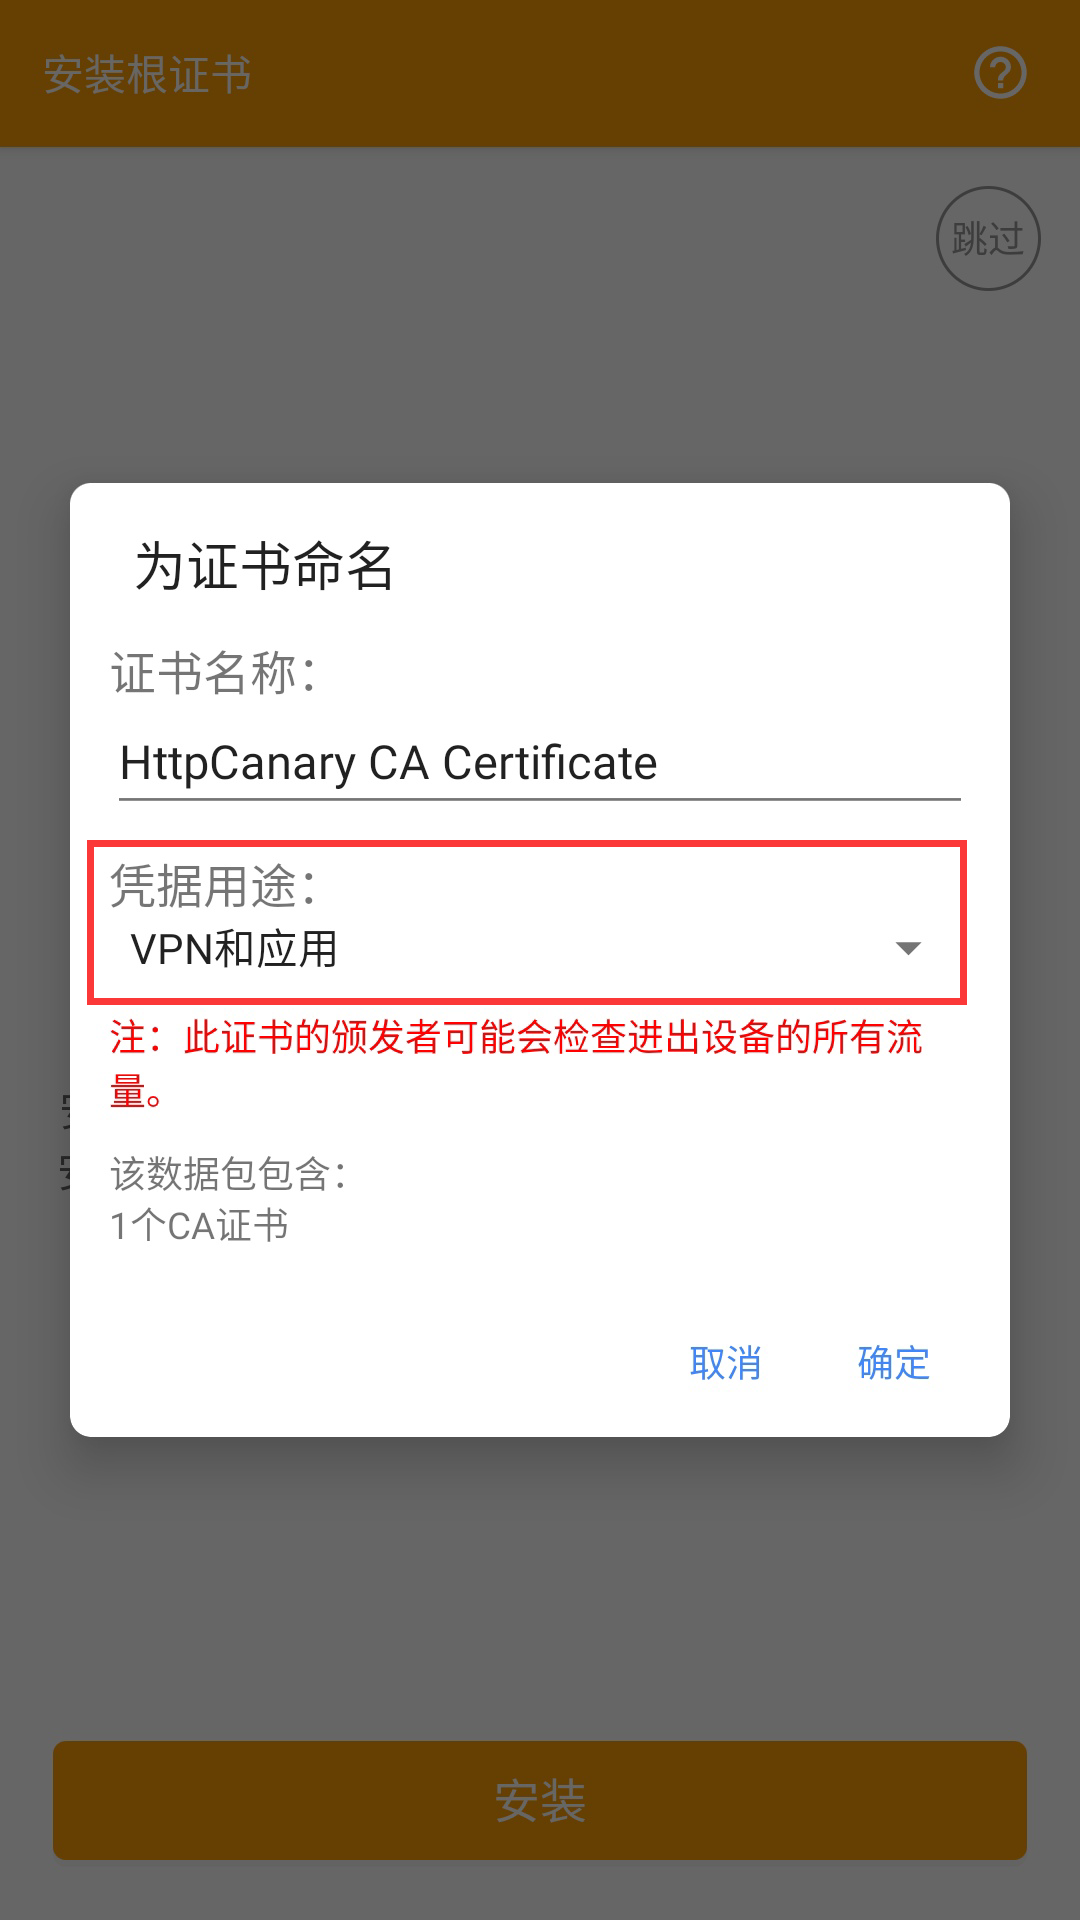 安装根证书
跳过
为证书命名
证书名称：
HttpCanary CA Certificate
凭据用途：
VPN和应用
注：此证书的颁发者可能会检查进出设备的所有流
量。
该数据包包含：
1个CA证书
取消 确定
安装